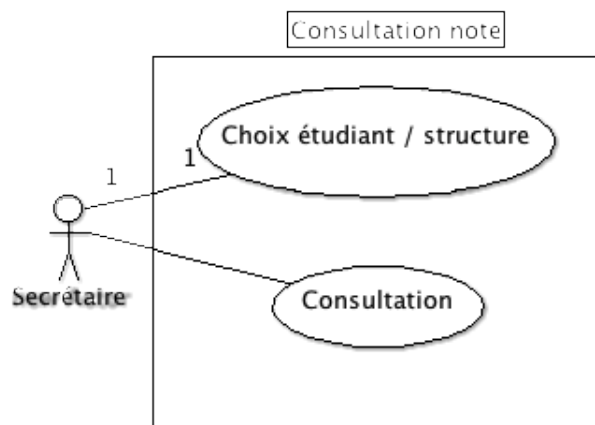 Consultation note
Choix étudiant / structure
1
1
Secrétaire
Consultation